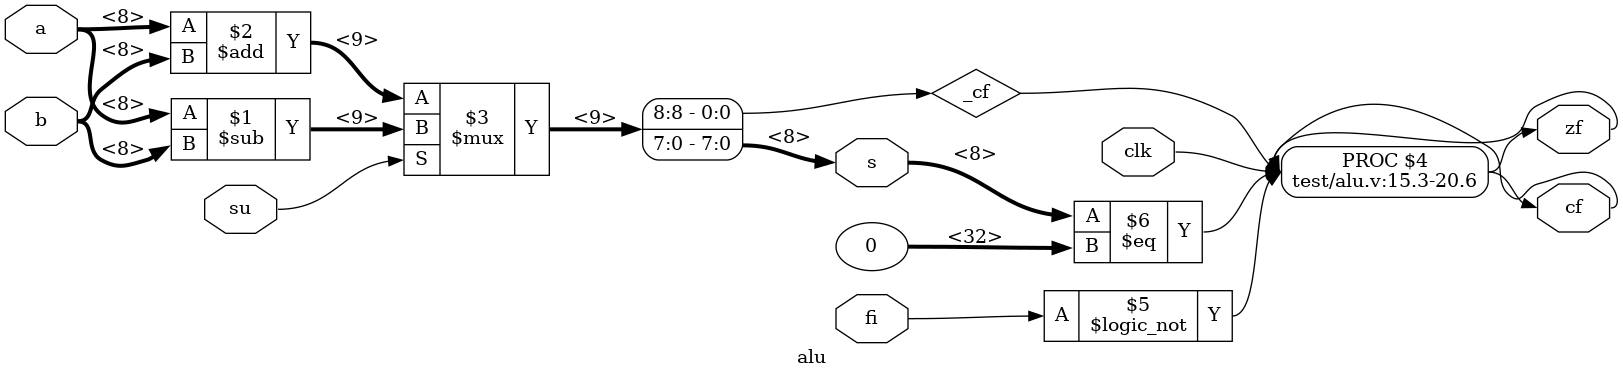 a
<8>
<8>
A
B
$2
$add
Y
<9>
b
<8>
<8>
A
B
$1
$sub
Y
<9>
su
A
B
S
$3
$mux
Y
<9>
8:8 - 0:0
7:0 - 7:0
<8>
_cf
s
<8>
clk
0
<32>
A
B
$6
$eq
Y
fi
A
$5
$logic_not
Y
PROC $4
test/alu.v:15.3-20.6
zf
cf
alu